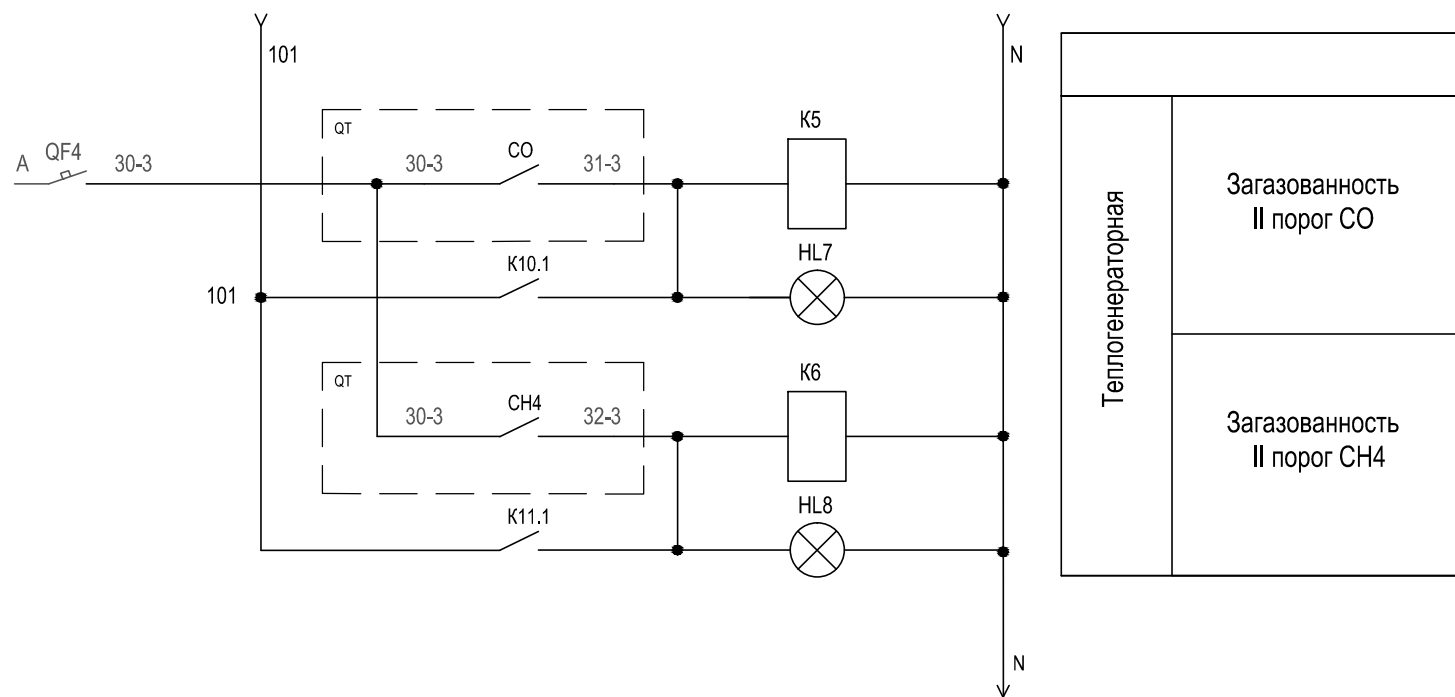 101
N
QT
K5
A
QF4
30-3
30-3
CO
31-3
Загазованность
II порог CO
K10.1
HL7
101
Теплогенераторная
QT
K6
30-3
CH4
32-3
Загазованность
II порог CH4
K11.1
HL8
N